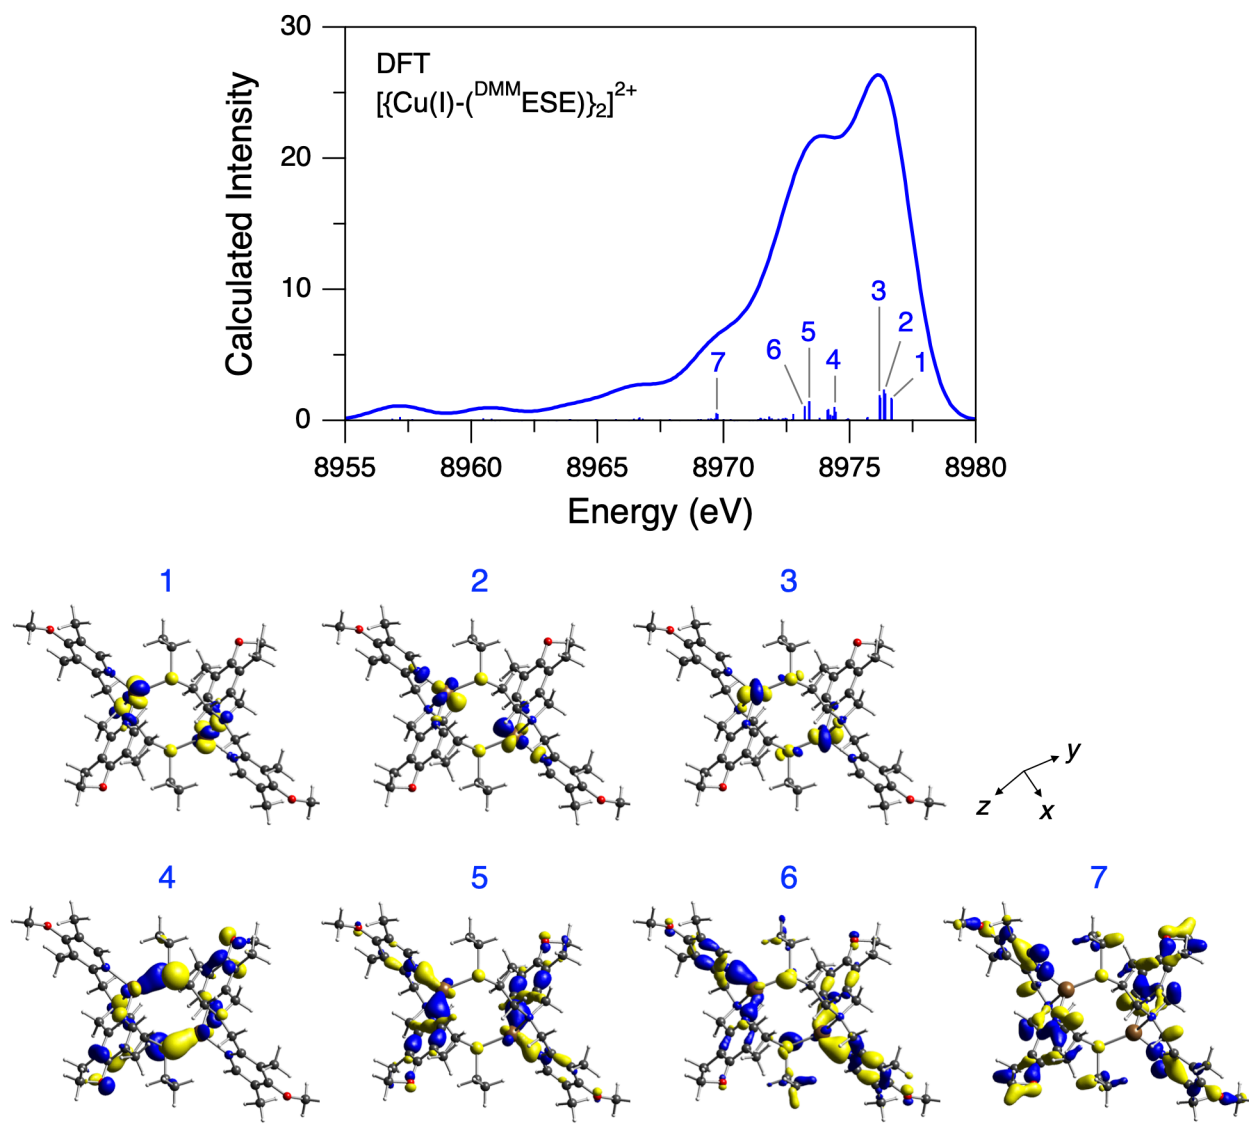 30
DFT
[{Cu(I)-(ᴰᴹᴹESE)}₂]²⁺
20
Calculated Intensity
10
3
2
5
6
4
1
7
0
8955 8960 8965 8970 8975 8980
Energy (eV)
1 2 3
y
z
x
4 5 6 7